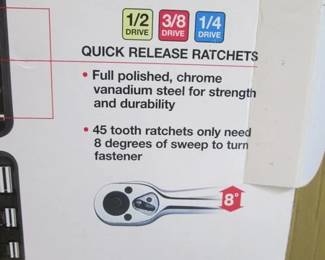 1/2 3/8 1/4
DRIVE DRIVE DRIVE
QUICK RELEASE RATCHETS
• Full polished, chrome
vanadium steel for strength
and durability
• 45 tooth ratchets only need
8 degrees of sweep to turn
fastener
8°